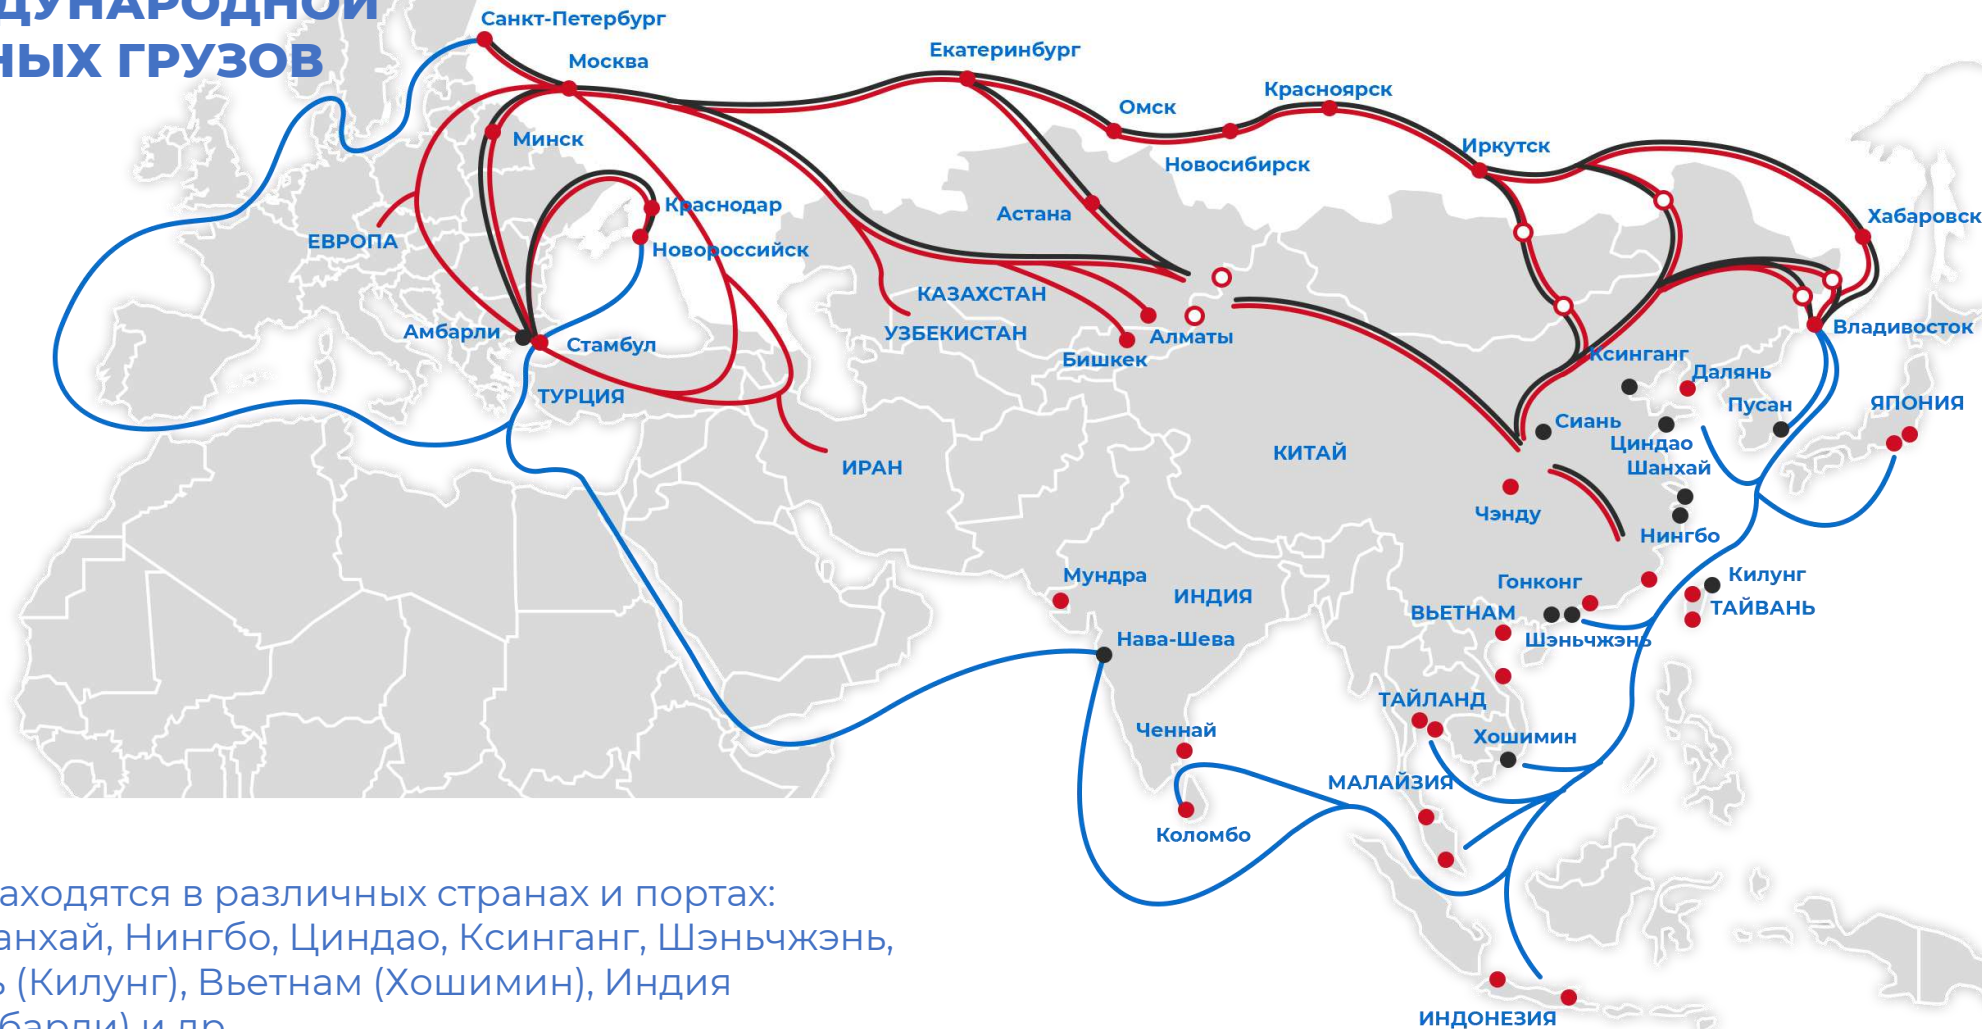 ДУНАРОДНОЙ
НЫХ ГРУЗОВ
Санкт-Петербург
Москва
Екатеринбург
Омск
Красноярск
Новосибирск
Иркутск
Минск
Хабаровск
Астана
Краснодар
ЕВРОПА
Новороссийск
КАЗАХСТАН
УЗБЕКИСТАН
Амбарли
Стамбул
Алматы
Бишкек
Владивосток
Ксинганг
Далянь
ТУРЦИЯ
Пусан
ЯПОНИЯ
Сиань
Циндао
КИТАЙ
ИРАН
Шанхай
Чэнду
Нингбо
Мундра
ИНДИЯ
Гонконг
Килунг
ВЬЕТНАМ
ТАЙВАНЬ
Нава-Шева
Шэньчжэнь
ТАЙЛАНД
Ченнай
Хошимин
МАЛАЙЗИЯ
Коломбо
аходятся в различных странах и портах:
анхай, Нингбо, Циндао, Ксинганг, Шэньчжэнь,
ь (Килунг), Вьетнам (Хошимин), Индия
барли) и др.
ИНДОНЕЗИЯ